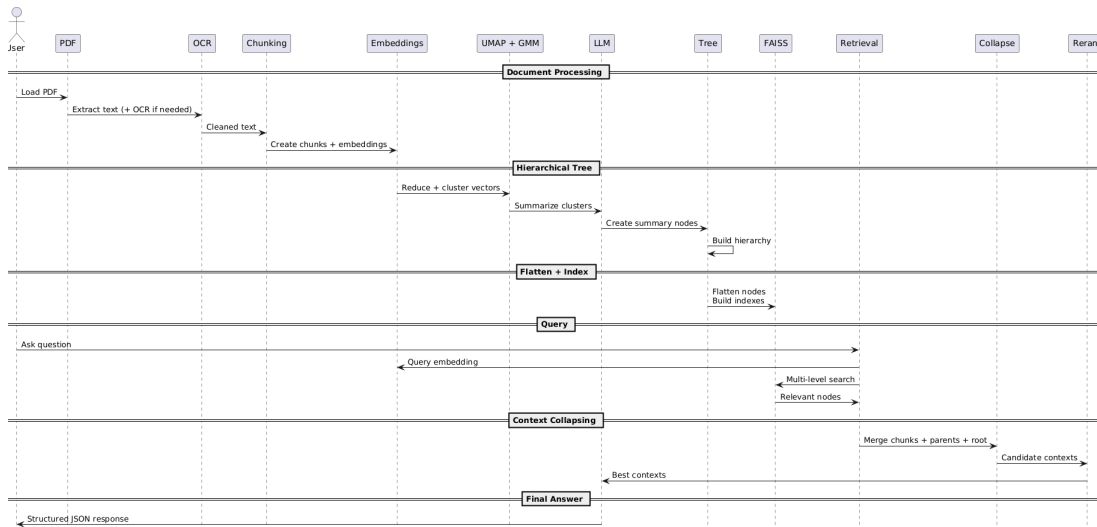 User
PDF
OCR
Chunking
Embeddings
UMAP + GMM
LLM
Tree
FAISS
Retrieval
Collapse
Reran
Document Processing
Load PDF
Extract text (+ OCR if needed)
Cleaned text
Create chunks + embeddings
Hierarchical Tree
Reduce + cluster vectors
Summarize clusters
Create summary nodes
Build hierarchy
Flatten + Index
Flatten nodes
Build indexes
Query
Ask question
Query embedding
Multi-level search
Relevant nodes
Context Collapsing
Merge chunks + parents + root
Candidate contexts
Best contexts
Final Answer
Structured JSON response